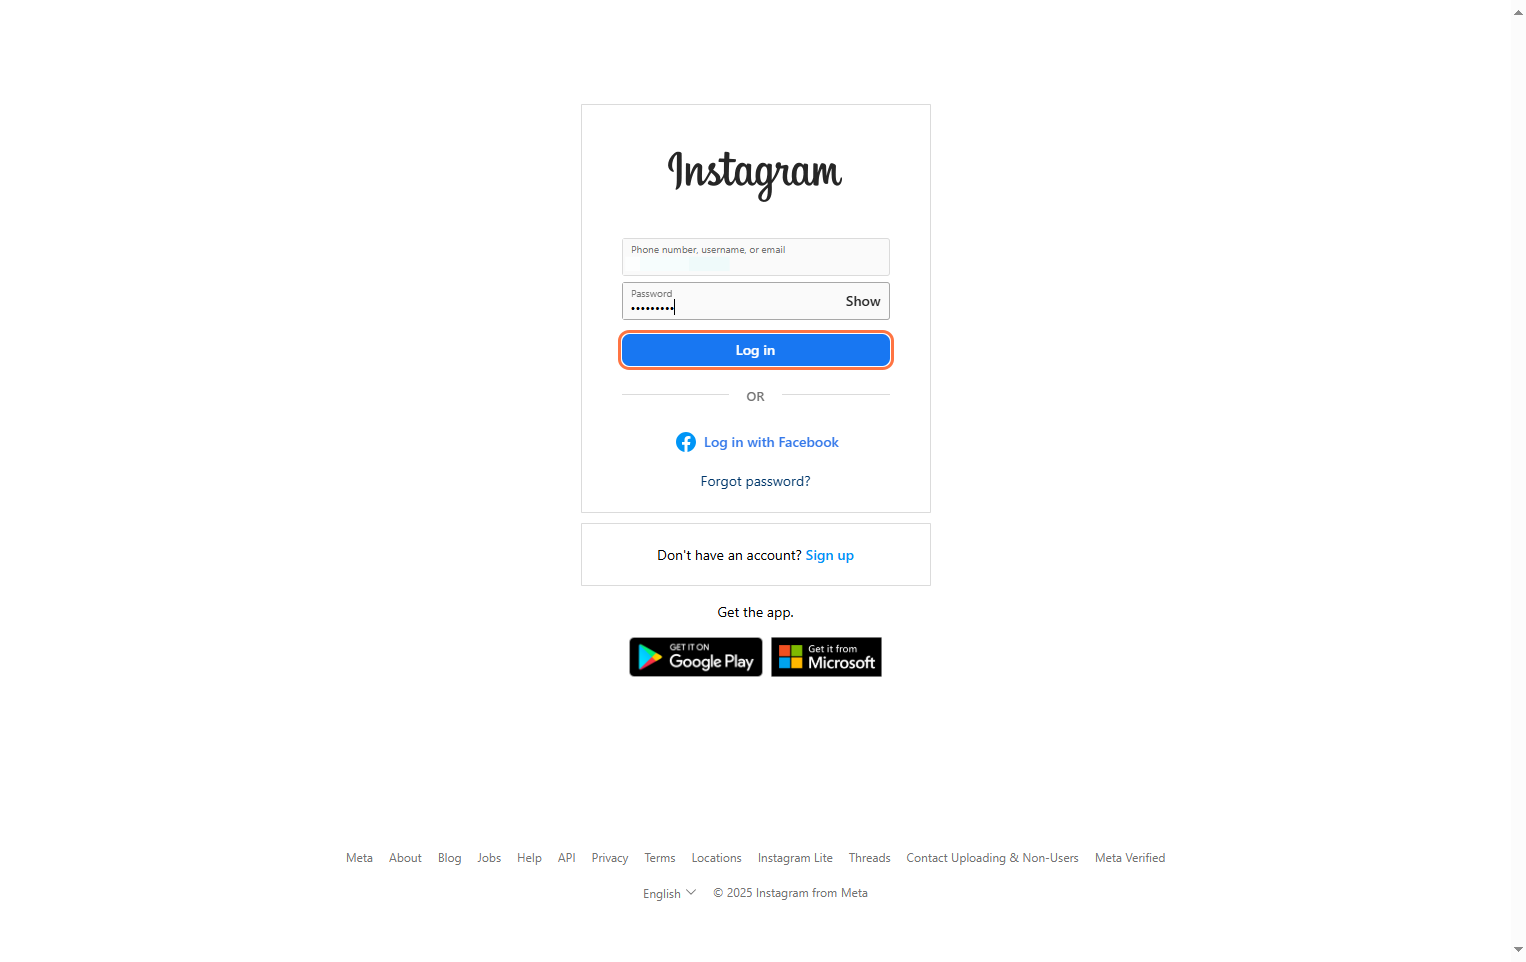 Instagram
Phone number, username, or email
Password
•••••••••
Show
Log in
OR
Log in with Facebook
Forgot password?
Don't have an account? Sign up
Get the app.
GET IT ON
Google Play
Get it from
Microsoft
Meta About Blog Jobs Help API Privacy Terms Locations Instagram Lite Threads Contact Uploading & Non-Users Meta Verified
English © 2025 Instagram from Meta